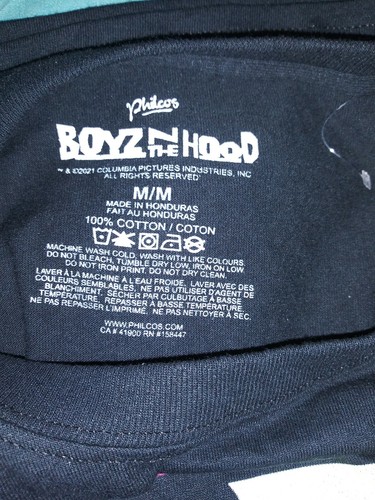 Philcos
BOYZ N THE HOOD
™ & ©2021 COLUMBIA PICTURES INDUSTRIES, INC
ALL RIGHTS RESERVED.
M/M
MADE IN HONDURAS
FAIT AU HONDURAS
100% COTTON / COTON
MACHINE WASH COLD, WASH WITH LIKE COLOURS.
DO NOT BLEACH, TUMBLE DRY LOW, IRON ON LOW.
DO NOT IRON PRINT. DO NOT DRY CLEAN.
LAVER À LA MACHINE À L'EAU FROIDE. LAVER AVEC DES
COULEURS SEMBLABLES, NE PAS UTILISEZ D'AGENT DE
BLANCHIMENT, SÉCHER PAR CULBUTAGE À BASSE
TEMPÉRATURE, REPASSER À BASSE TEMPÉRATURE
NE PAS REPASSER L'IMPRIMÉ. NE PAS NETTOYER À SEC.
WWW.PHILCOS.COM
CA# 41900 RN #158447